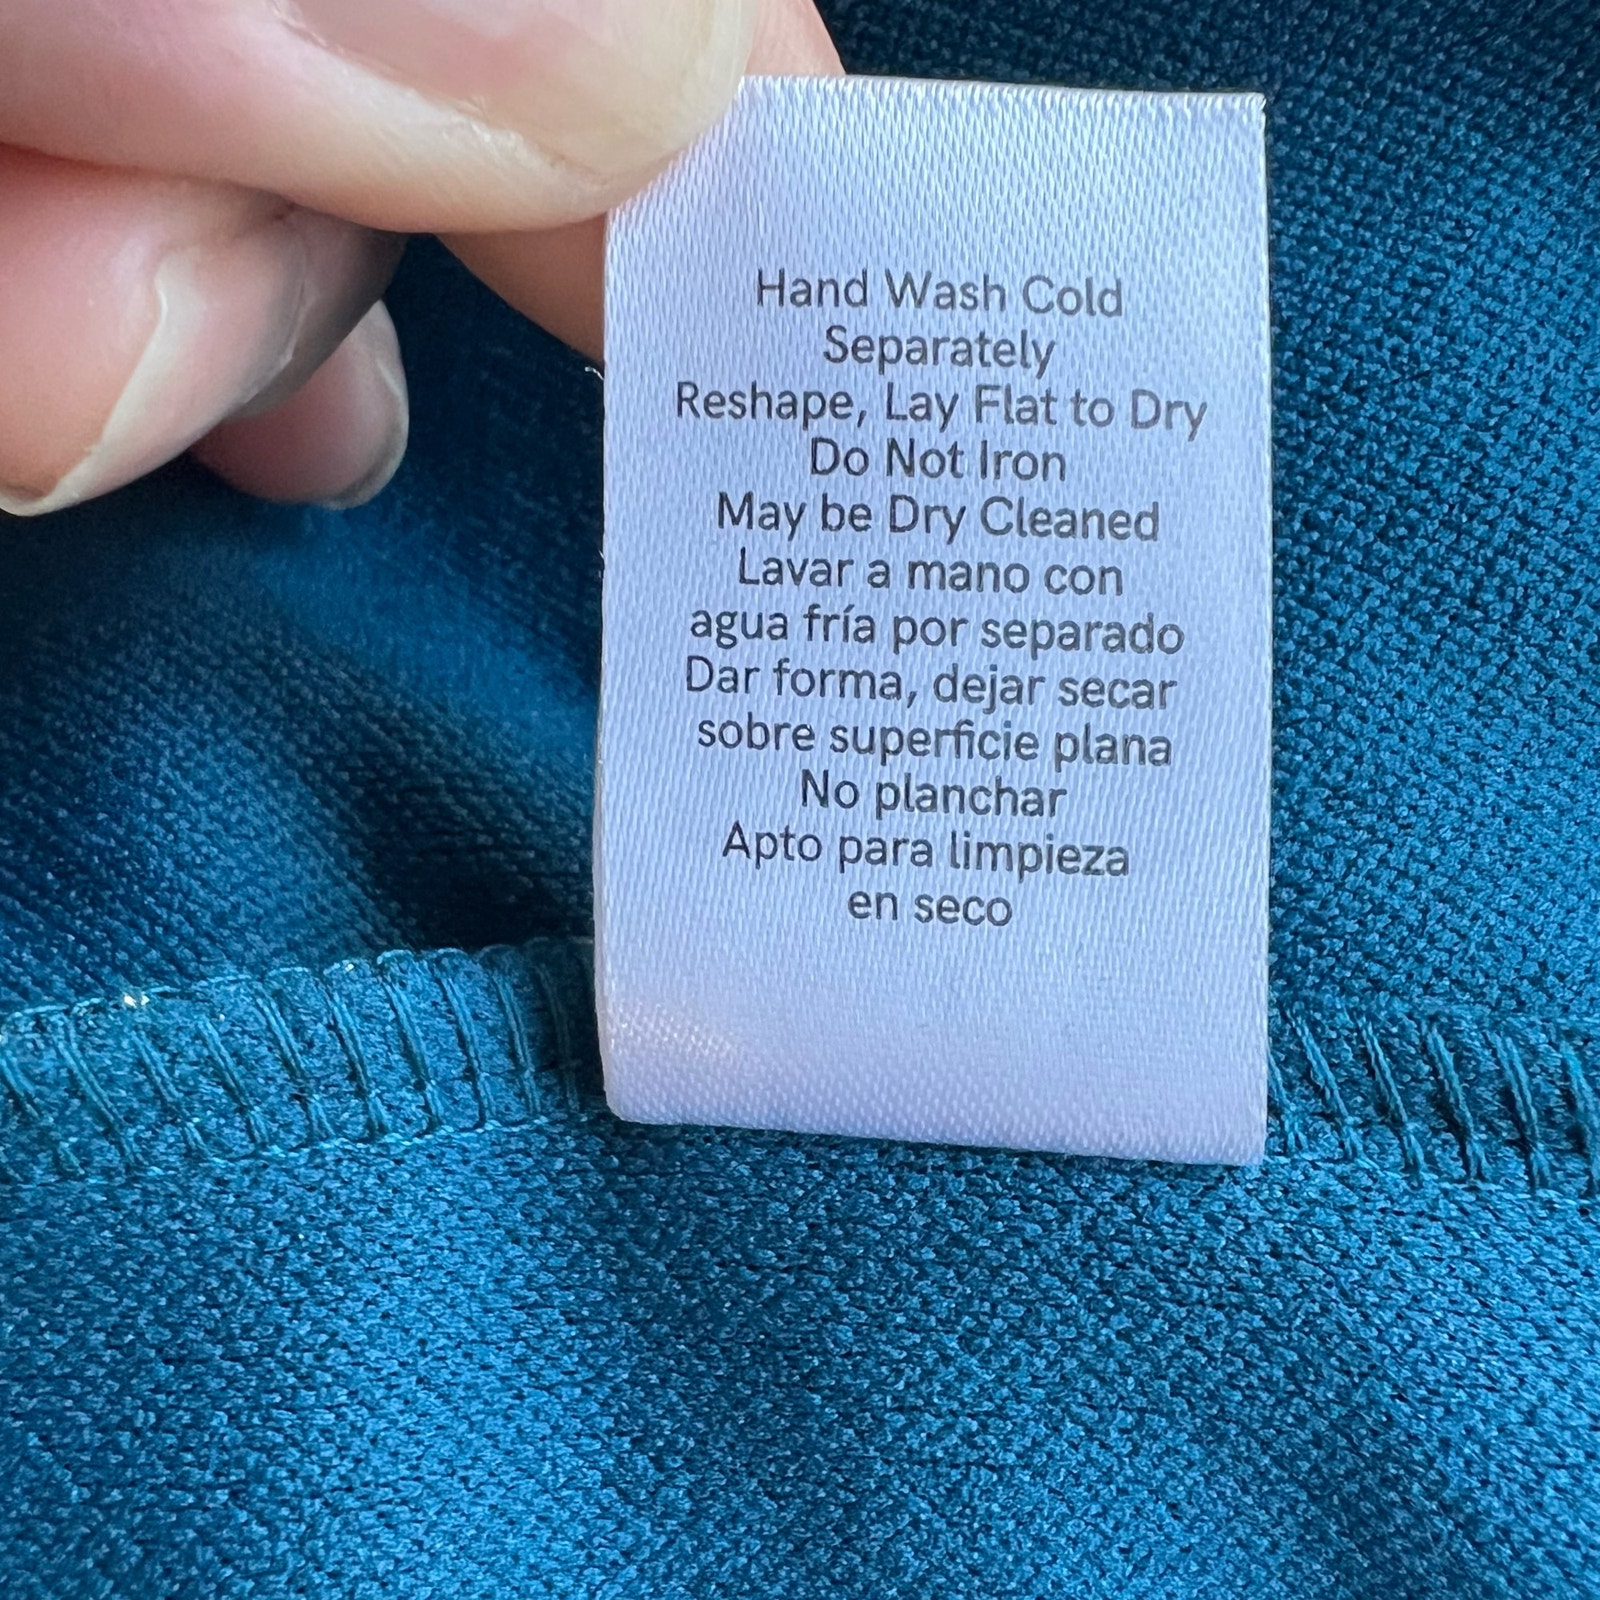 Hand Wash Cold
Separately
Reshape, Lay Flat to Dry
Do Not Iron
May be Dry Cleaned
Lavar a mano con
agua fría por separado
Dar forma, dejar secar
sobre superficie plana
No planchar
Apto para limpieza
en seco